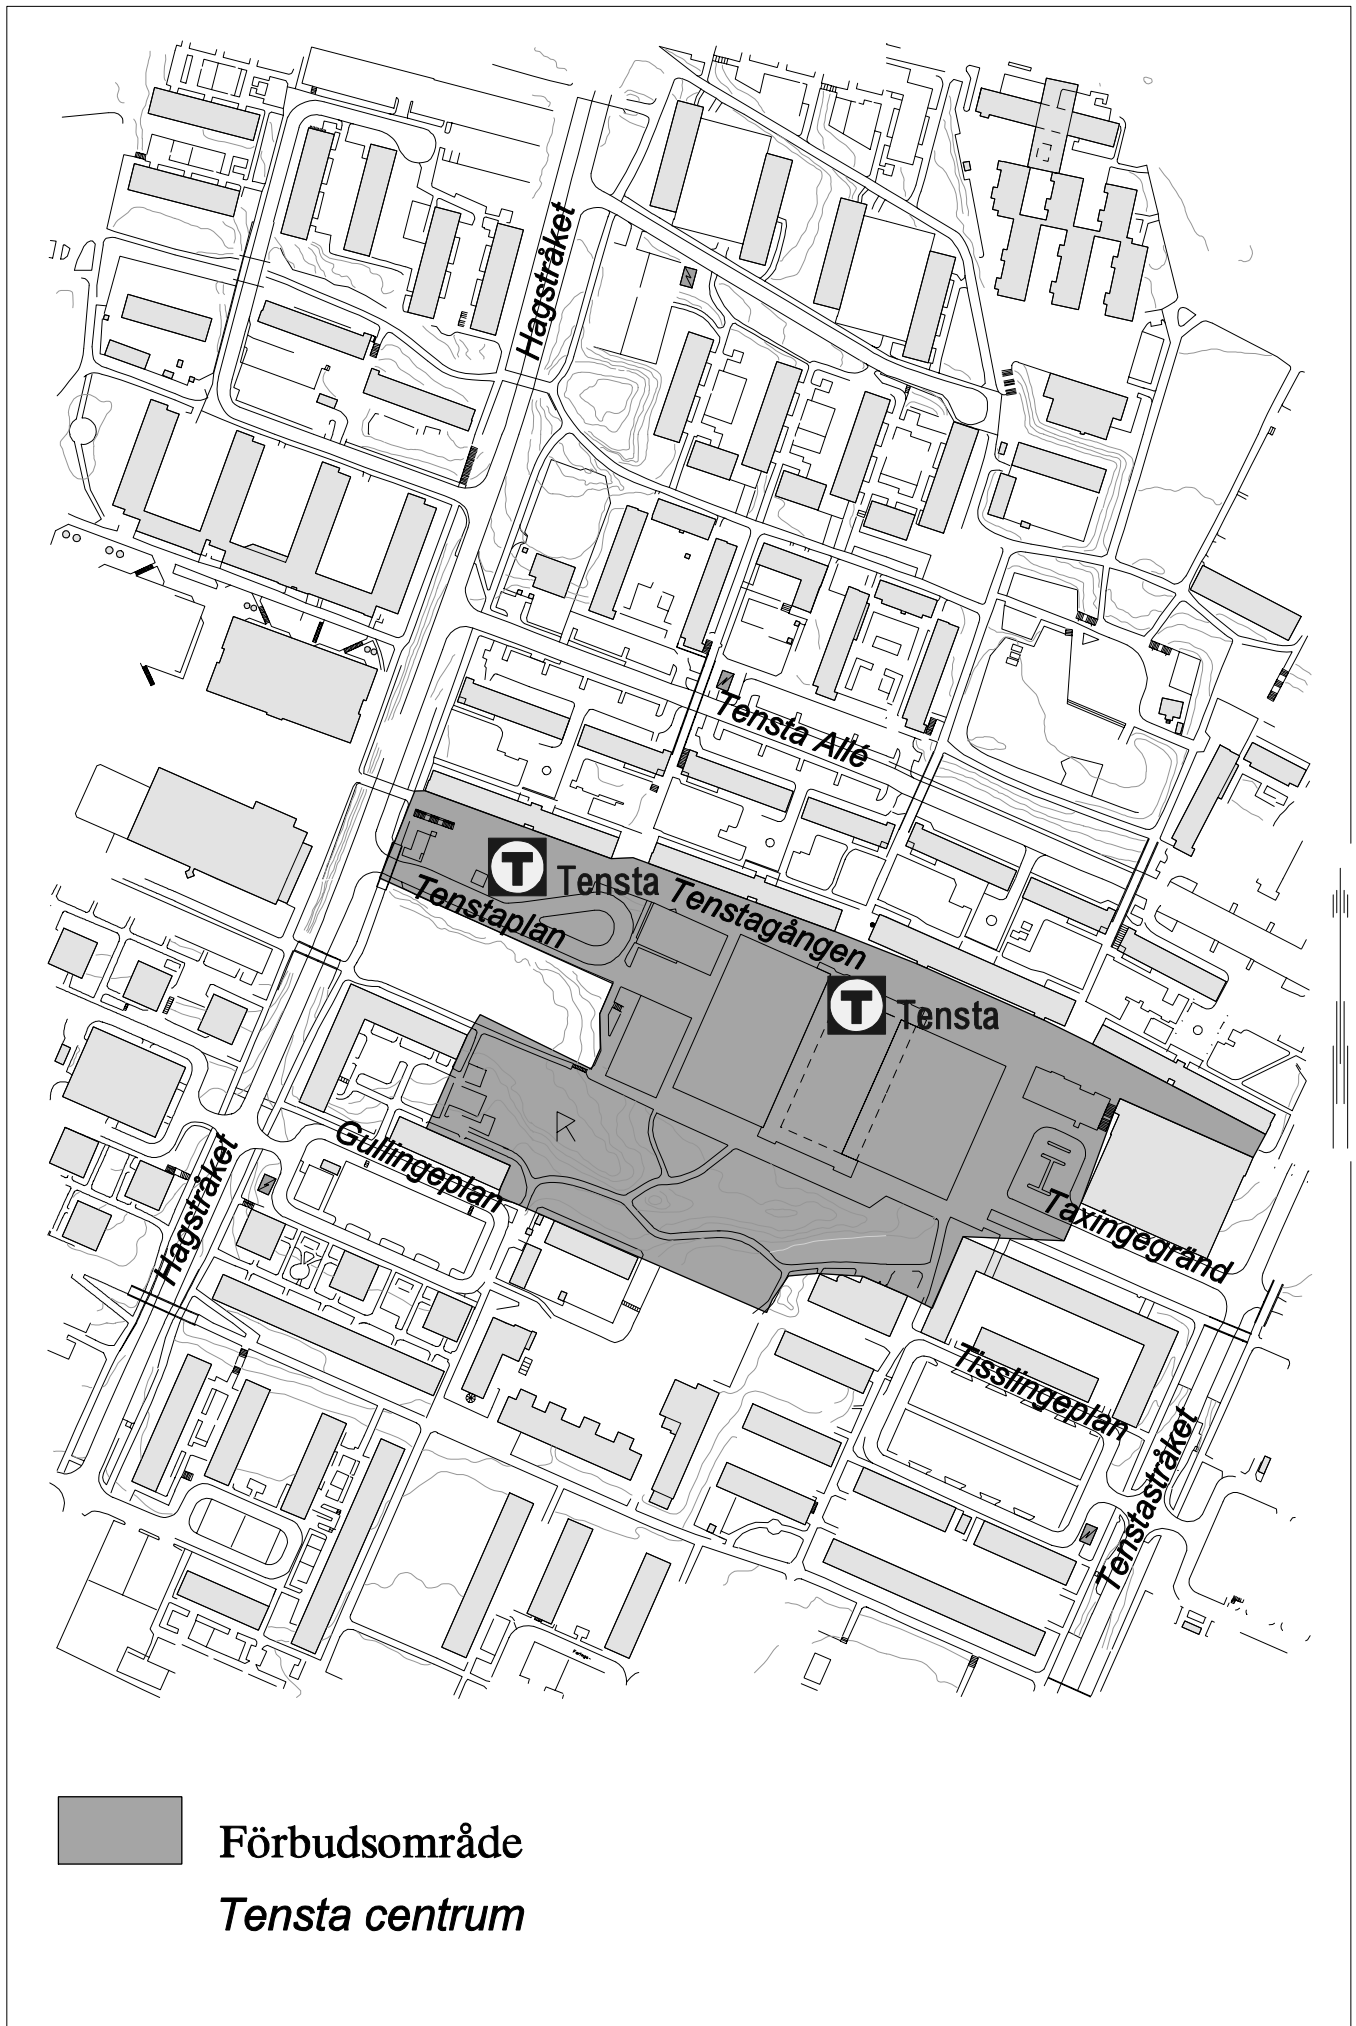 Hagstråket
Tensta Allé
T Tensta
Tenstaplan
Tenstagången
T Tensta
Gullingeplan
Hagstråket
Taxingegränd
Tisslingeplan
Tenstastråket
Förbudsområde
Tensta centrum